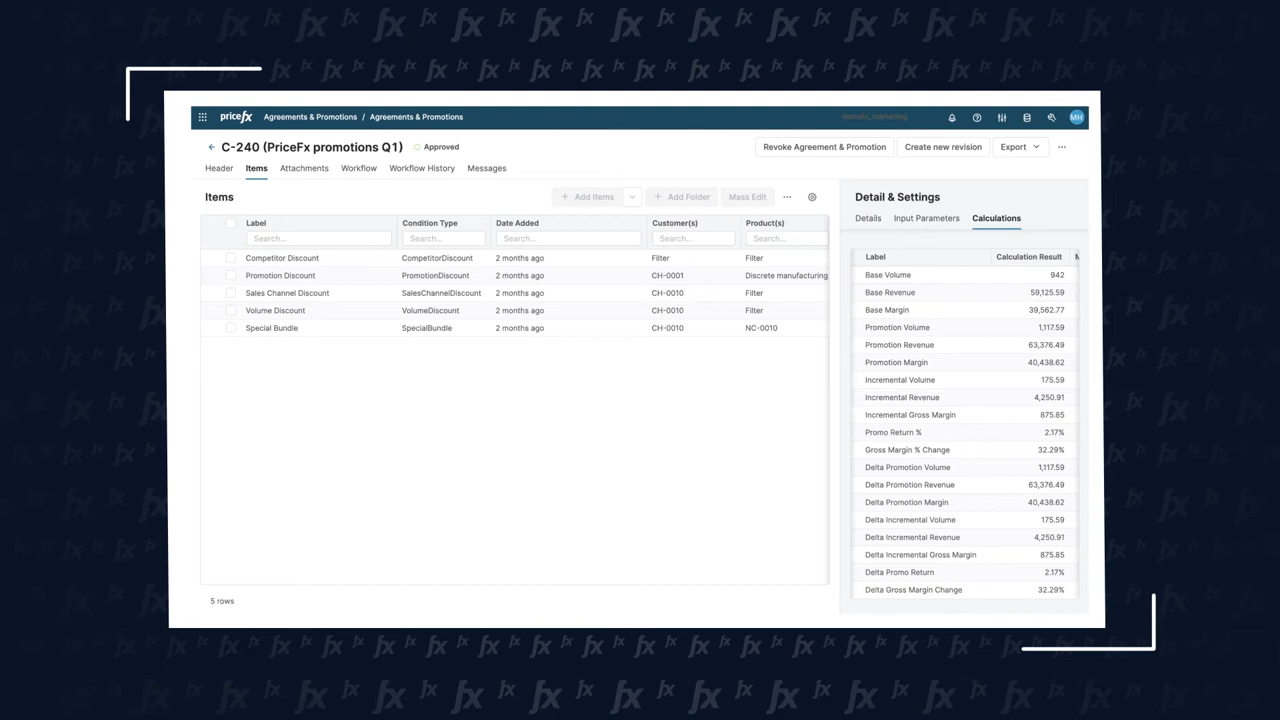 pricefx Agreements & Promotions / Agreements & Promotions demofx_marketing MH
C-240 (PriceFx promotions Q1) Approved Revoke Agreement & Promotion Create new revision Export
Header Items Attachments Workflow Workflow History Messages
Items Add Items Add Folder Mass Edit
Label Condition Type Date Added Customer(s) Product(s)
Search... Search... Search... Search... Search...
Competitor Discount CompetitorDiscount 2 months ago Filter Filter
Promotion Discount PromotionDiscount 2 months ago CH-0001 Discrete manufacturing
Sales Channel Discount SalesChannelDiscount 2 months ago CH-0010 Filter
Volume Discount VolumeDiscount 2 months ago CH-0010 Filter
Special Bundle SpecialBundle 2 months ago CH-0010 NC-0010
5 rows
Detail & Settings
Details Input Parameters Calculations
Label Calculation Result
Base Volume 942
Base Revenue 59,125.59
Base Margin 39,562.77
Promotion Volume 1,117.59
Promotion Revenue 63,376.49
Promotion Margin 40,438.62
Incremental Volume 175.59
Incremental Revenue 4,250.91
Incremental Gross Margin 875.85
Promo Return % 2.17%
Gross Margin % Change 32.29%
Delta Promotion Volume 1,117.59
Delta Promotion Revenue 63,376.49
Delta Promotion Margin 40,438.62
Delta Incremental Volume 175.59
Delta Incremental Revenue 4,250.91
Delta Incremental Gross Margin 875.85
Delta Promo Return 2.17%
Delta Gross Margin Change 32.29%